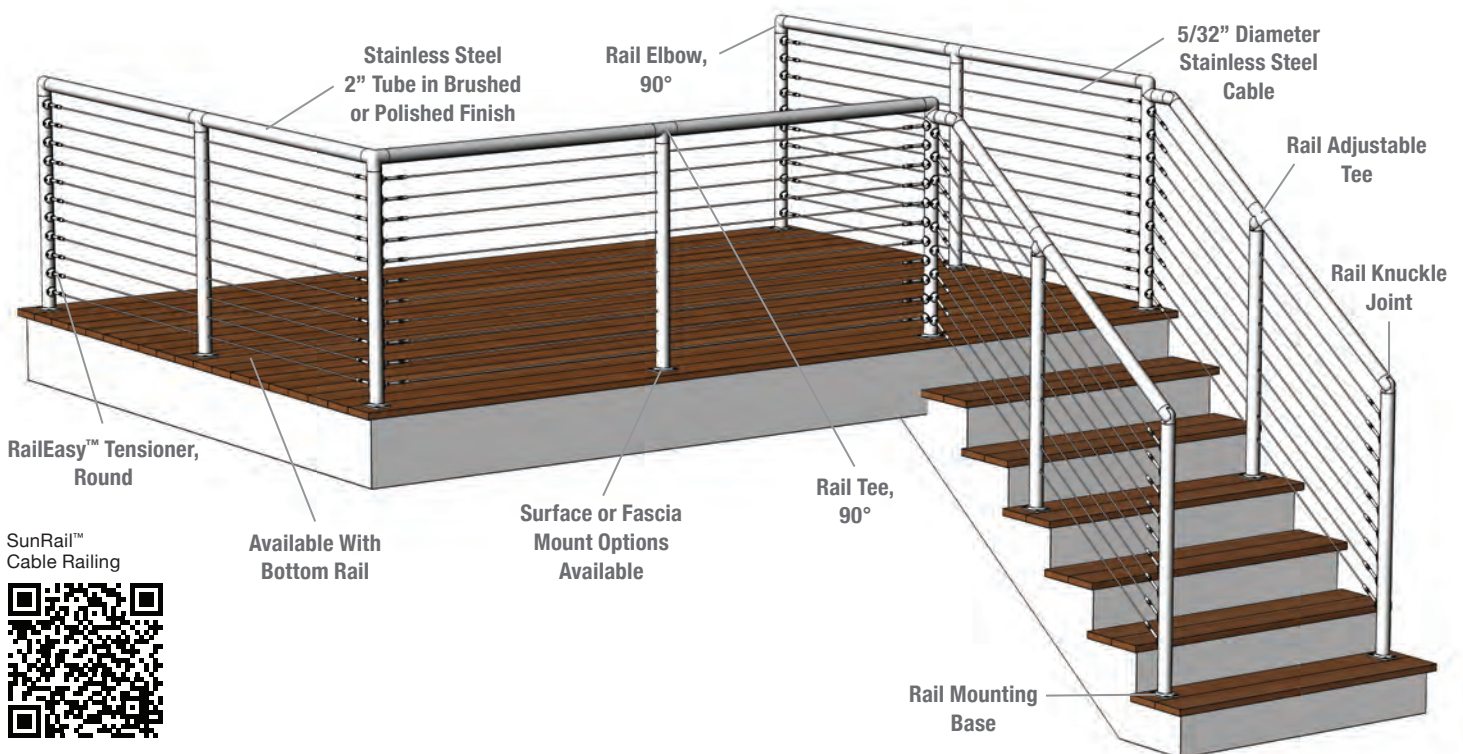 Stainless Steel
2” Tube in Brushed
or Polished Finish
Rail Elbow,
90°
5/32” Diameter
Stainless Steel
Cable
Rail Adjustable
Tee
Rail Knuckle
Joint
RailEasy™ Tensioner,
Round
Available With
Bottom Rail
Surface or Fascia
Mount Options
Available
Rail Tee,
90°
Rail Mounting
Base
SunRail™
Cable Railing